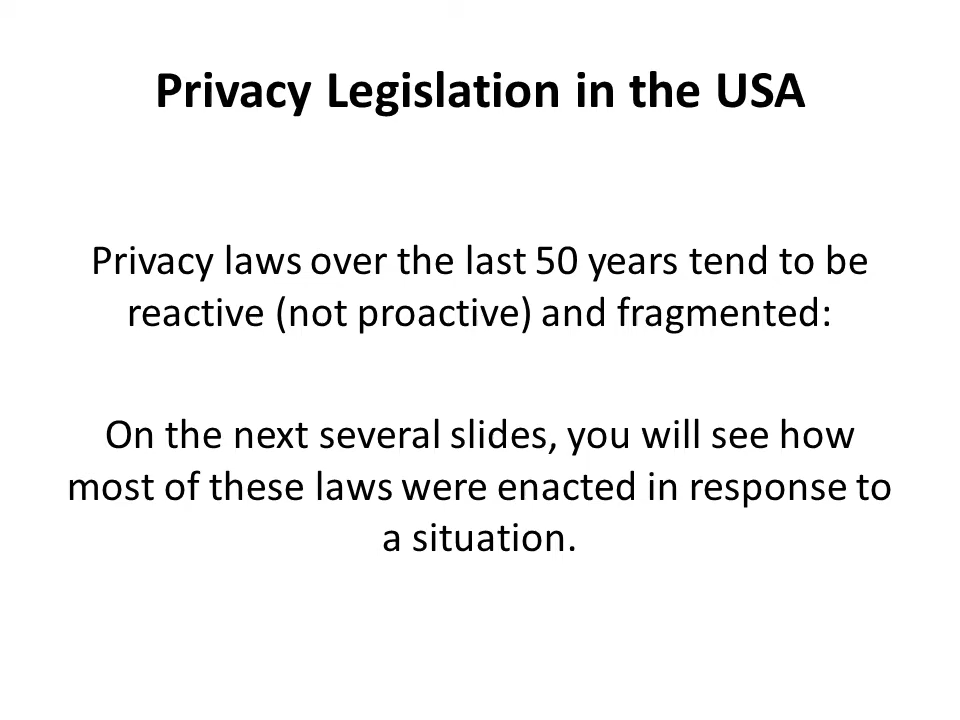 Privacy Legislation in the USA
Privacy laws over the last 50 years tend to be
reactive (not proactive) and fragmented:
On the next several slides, you will see how
most of these laws were enacted in response to
a situation.